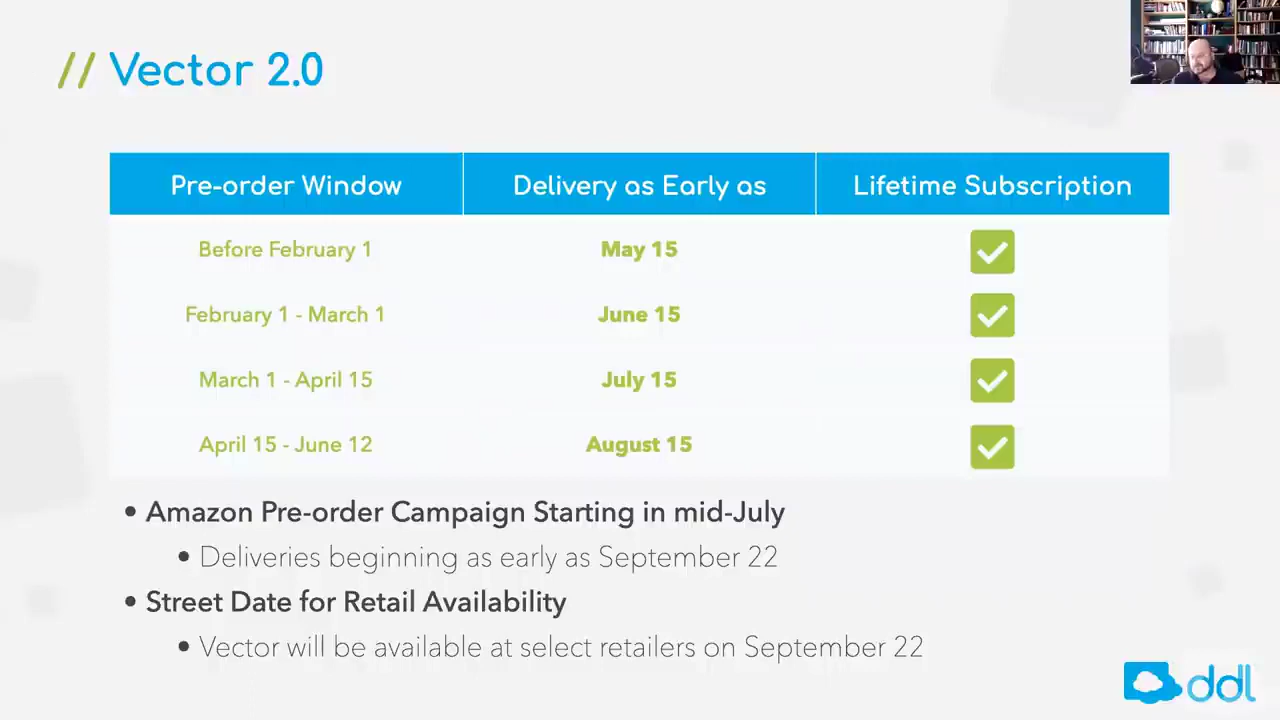 // Vector 2.0
Pre-order Window Delivery as Early as Lifetime Subscription
Before February 1 May 15
February 1 - March 1 June 15
March 1 - April 15 July 15
April 15 - June 12 August 15
• Amazon Pre-order Campaign Starting in mid-July
• Deliveries beginning as early as September 22
• Street Date for Retail Availability
• Vector will be available at select retailers on September 22
ddl